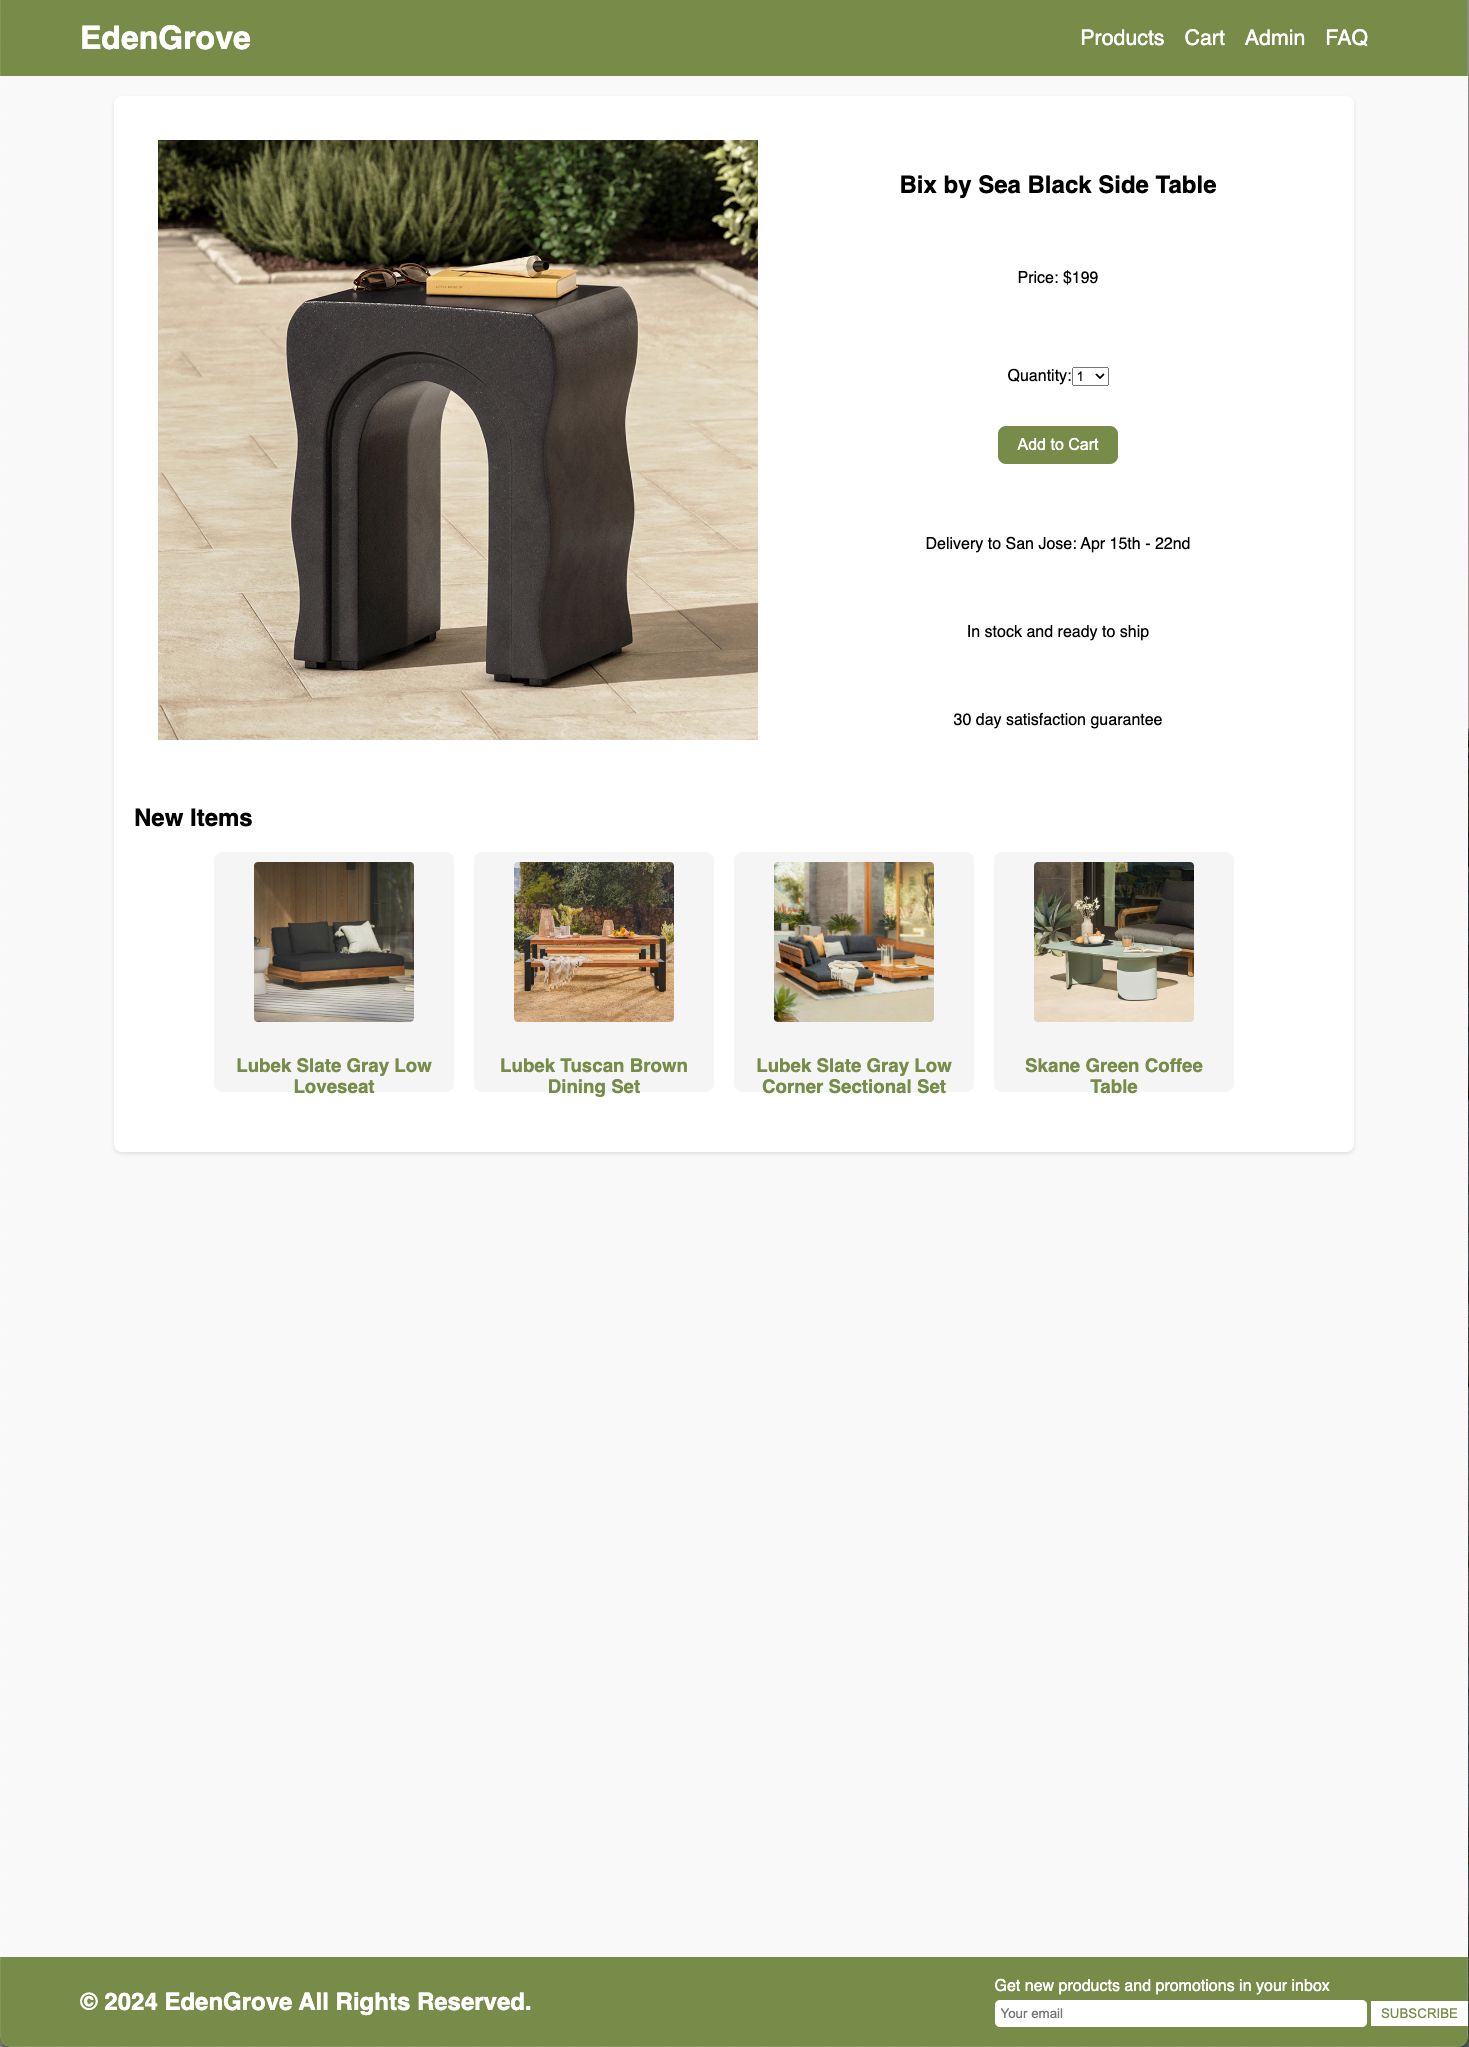 EdenGrove
Products Cart Admin FAQ
Bix by Sea Black Side Table
Price: $199
Quantity: 1
Add to Cart
Delivery to San Jose: Apr 15th - 22nd
In stock and ready to ship
30 day satisfaction guarantee
New Items
Lubek Slate Gray Low
Loveseat
Lubek Tuscan Brown
Dining Set
Lubek Slate Gray Low
Corner Sectional Set
Skane Green Coffee
Table
© 2024 EdenGrove All Rights Reserved.
Get new products and promotions in your inbox
Your email
SUBSCRIBE